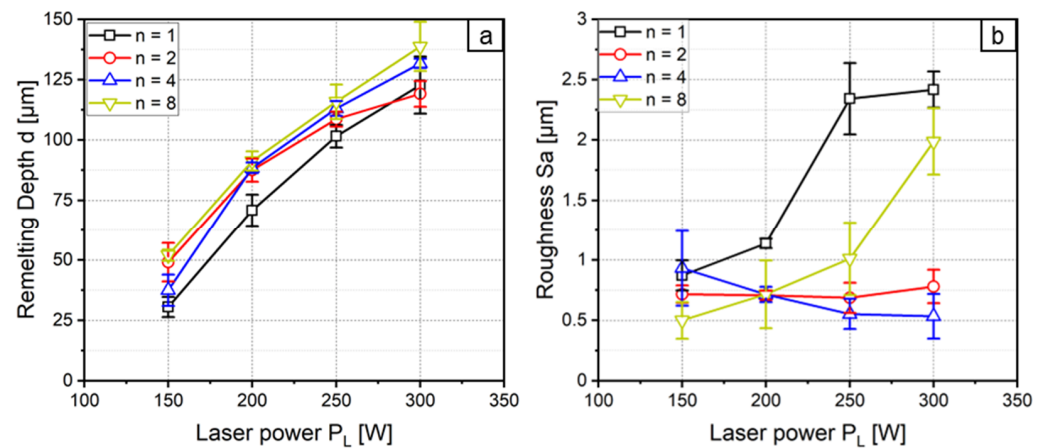 a
n = 1
n = 2
n = 4
n = 8
Remelting Depth d [µm]
150
125
100
75
50
25
0
100 150 200 250 300 350
Laser power P_L [W]
b
n = 1
n = 2
n = 4
n = 8
Roughness Sa [µm]
3
2.5
2
1.5
1
0.5
0
100 150 200 250 300 350
Laser power P_L [W]